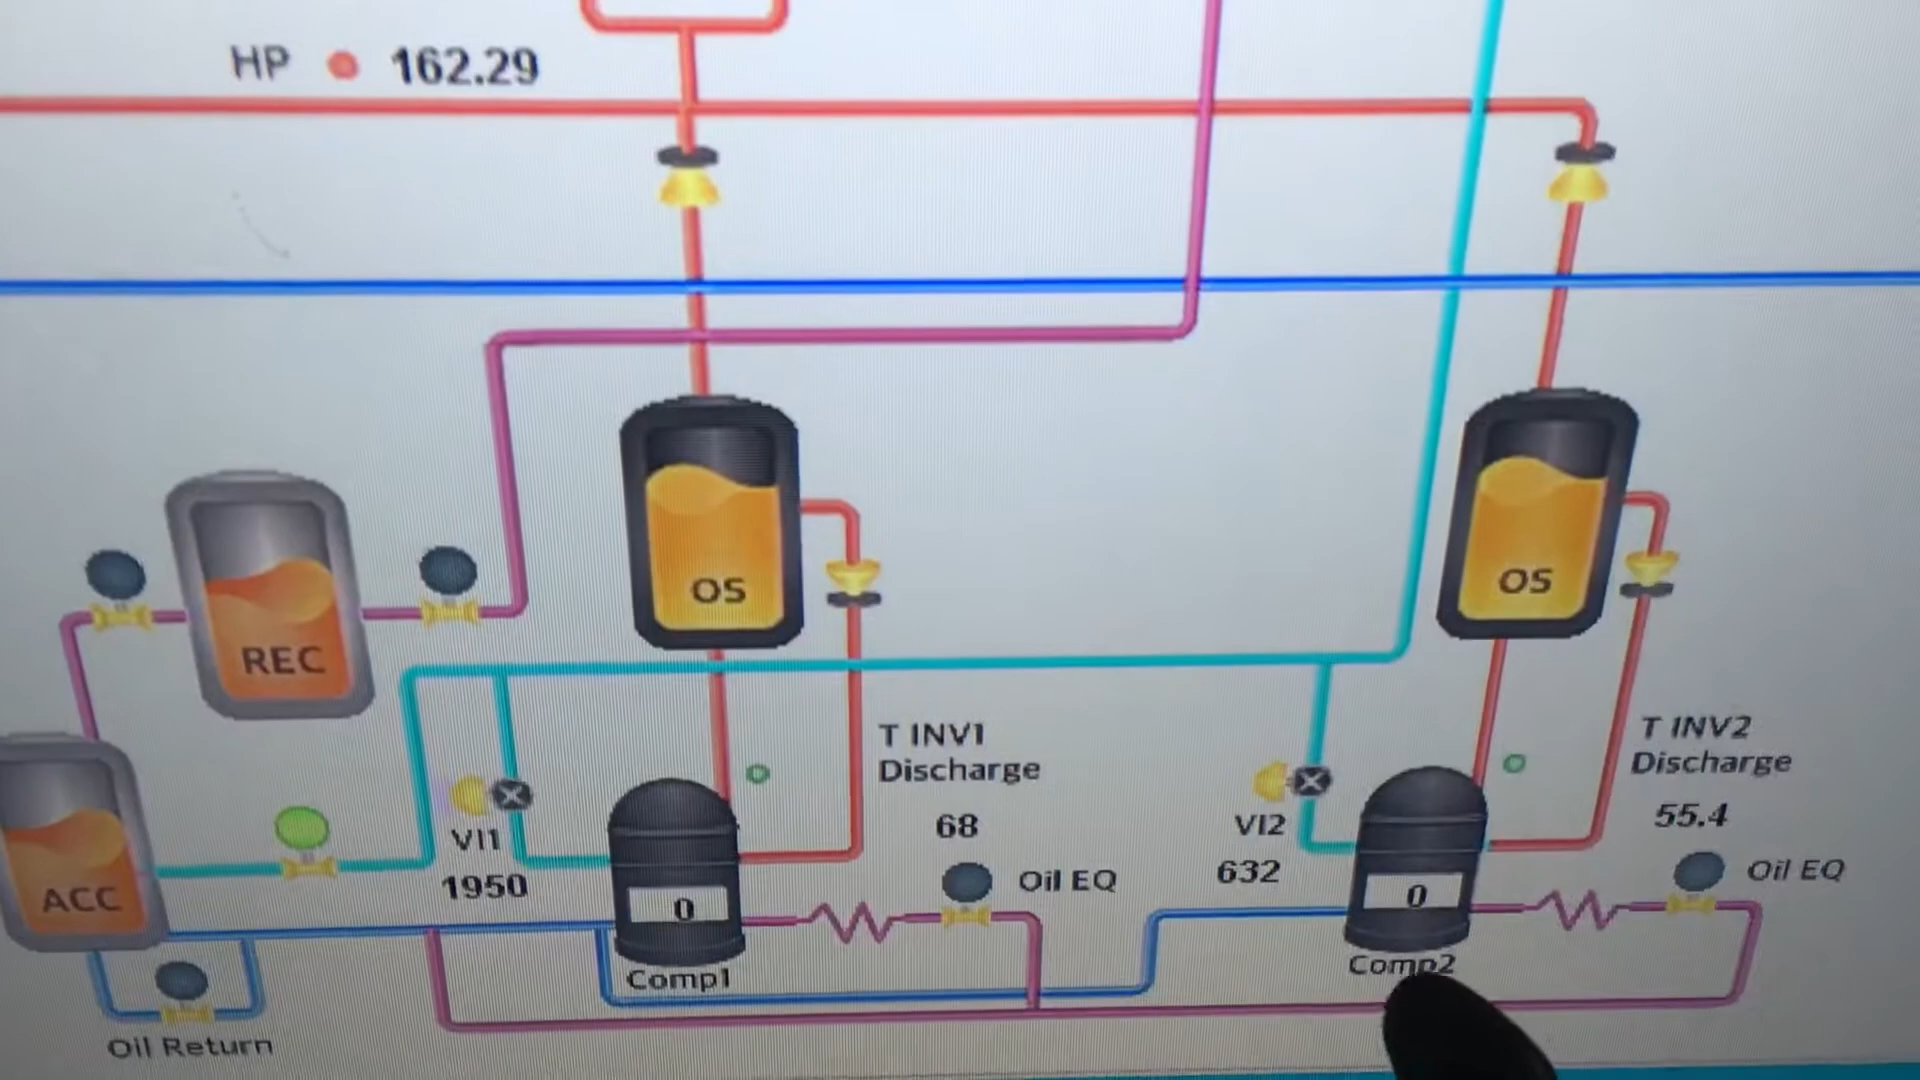 HP 162.29
OS
OS
REC
T INV1
Discharge
68
T INV2
Discharge
55.4
VI1
1950
VI2
632
Oil EQ
Oil EQ
ACC
0
0
Comp1
Comp2
Oil Return